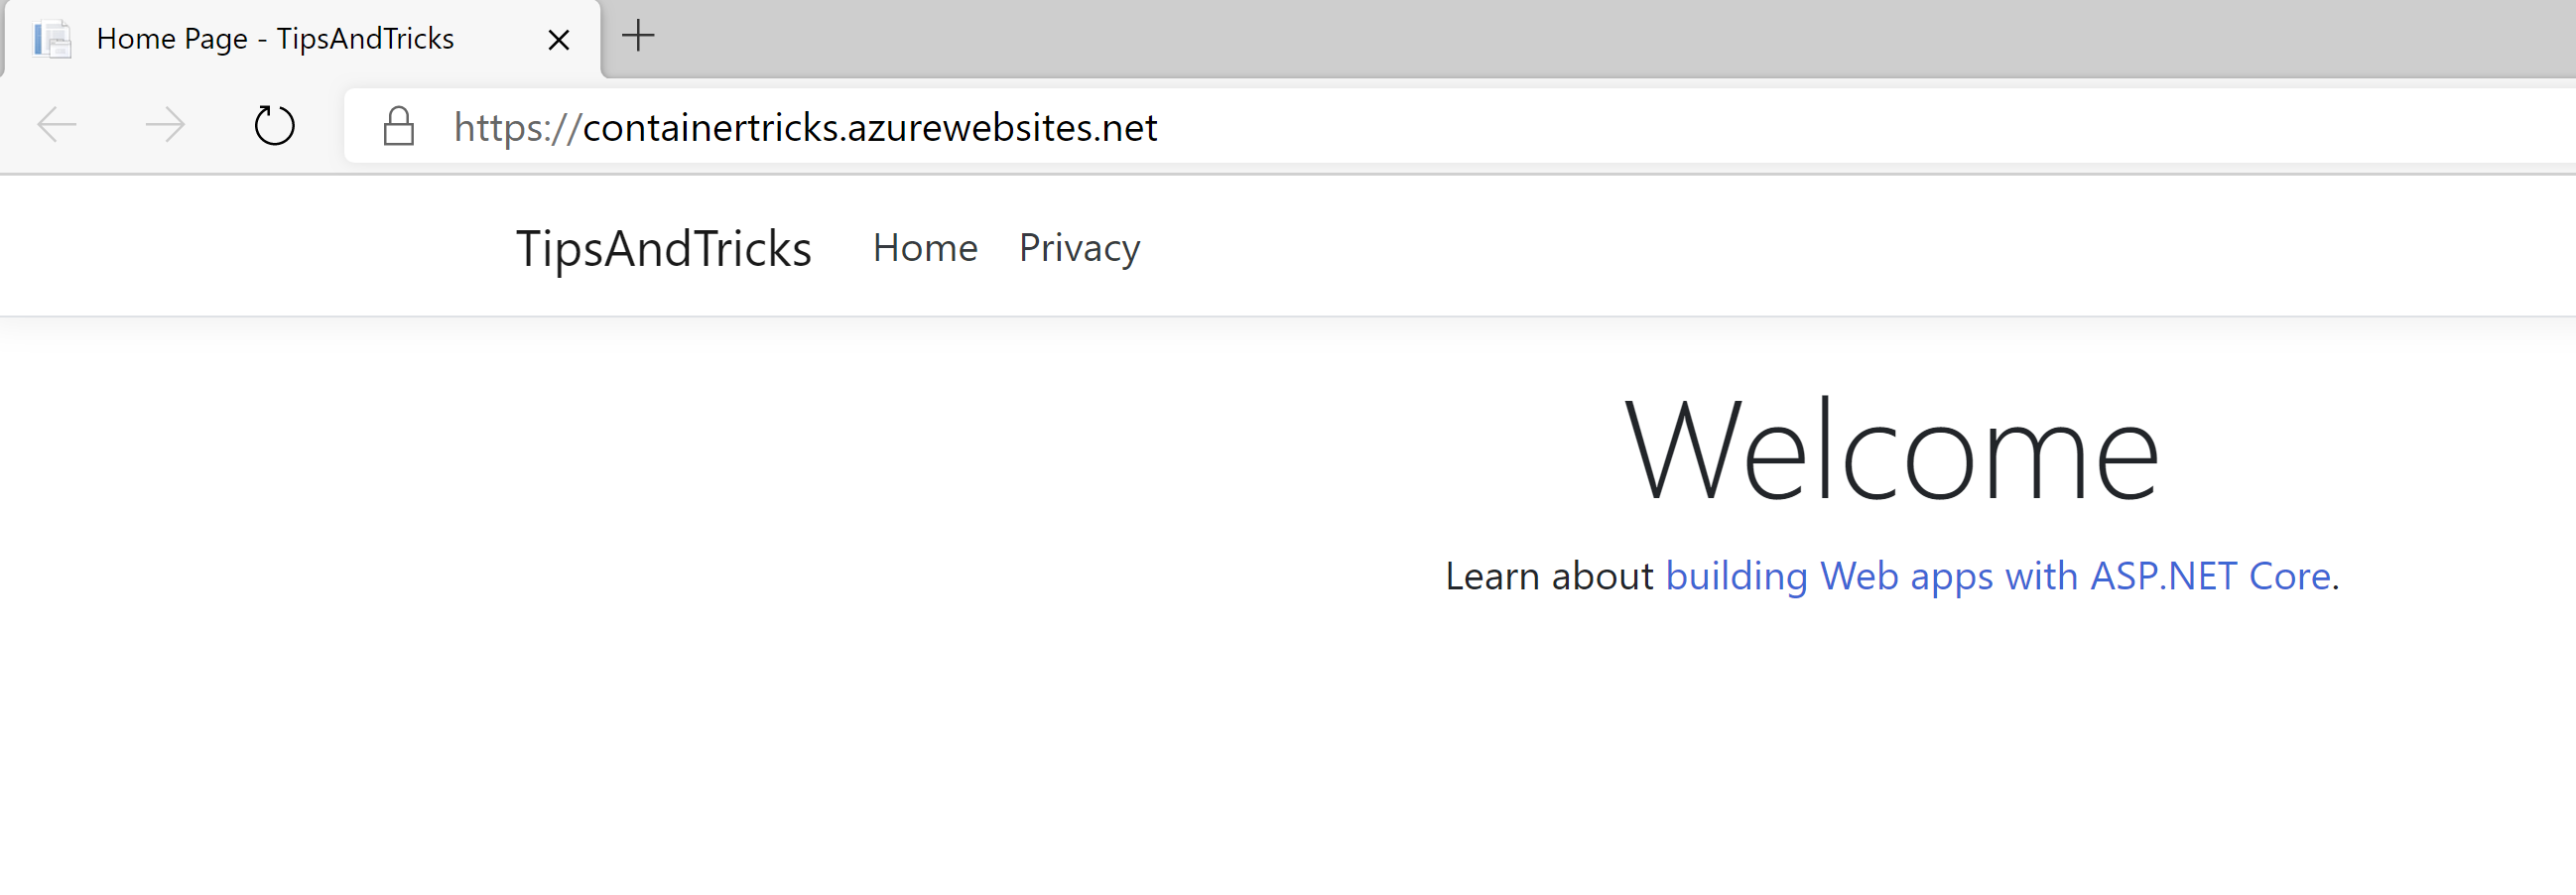 Home Page - TipsAndTricks
https://containertricks.azurewebsites.net
TipsAndTricks Home Privacy
Welcome
Learn about building Web apps with ASP.NET Core.